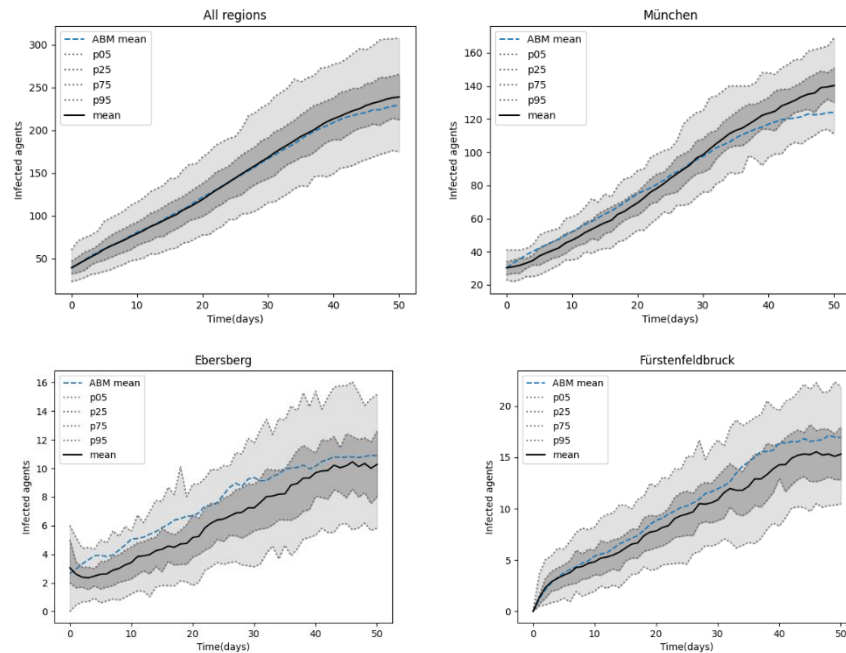 All regions
ABM mean
p05
p25
p75
p95
mean
Infected agents
300
250
200
150
100
50
0 10 20 30 40 50
Time(days)
München
ABM mean
p05
p25
p75
p95
mean
Infected agents
160
140
120
100
80
60
40
20
0 10 20 30 40 50
Time(days)
Ebersberg
ABM mean
p05
p25
p75
p95
mean
Infected agents
16
14
12
10
8
6
4
2
0
0 10 20 30 40 50
Time(days)
Fürstenfeldbruck
ABM mean
p05
p25
p75
p95
mean
Infected agents
20
15
10
5
0
0 10 20 30 40 50
Time(days)